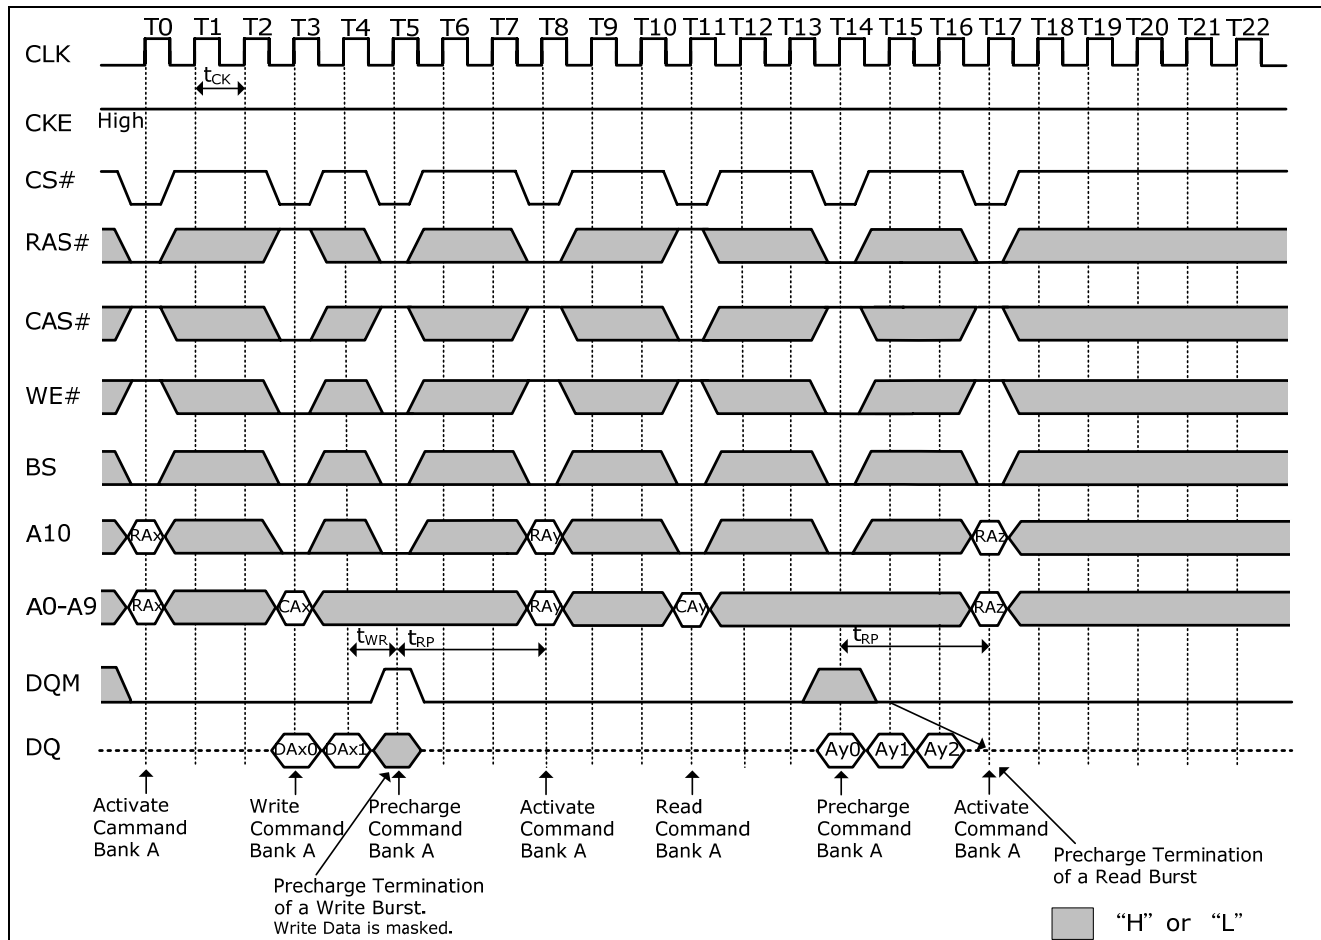 T0 T1 T2 T3 T4 T5 T6 T7 T8 T9 T10 T11 T12 T13 T14 T15 T16 T17 T18 T19 T20 T21 T22
CLK
tCK
CKE High
CS#
RAS#
CAS#
WE#
BS
A10 RAx RAy RAz
A0-A9 RAx CAx RAy CAy RAz
tWR tRP tRP
DQM
DQ DAx0 DAx1 Ay0 Ay1 Ay2
Activate
Cammand
Bank A
Write
Command
Bank A
Precharge
Command
Bank A
Activate
Command
Bank A
Read
Command
Bank A
Precharge
Command
Bank A
Activate
Command
Bank A
Precharge Termination
of a Write Burst.
Write Data is masked.
Precharge Termination
of a Read Burst
“H” or “L”